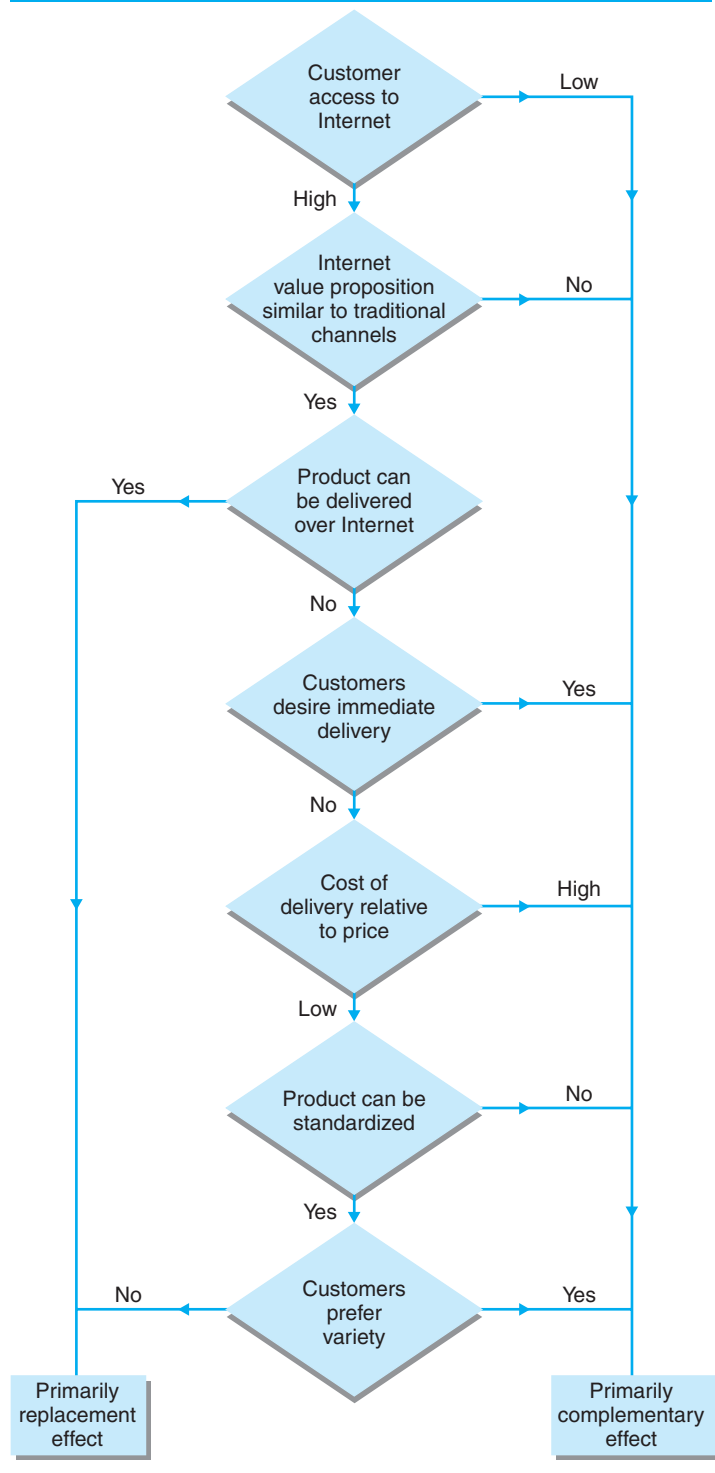 Customer
access to
Internet
Low
High
Internet
value proposition
similar to traditional
channels
No
Yes
Product can
be delivered
over Internet
Yes
No
Customers
desire immediate
delivery
Yes
No
Cost of
delivery relative
to price
High
Low
Product can be
standardized
No
Yes
Customers
prefer
variety
No
Yes
Primarily
replacement
effect
Primarily
complementary
effect